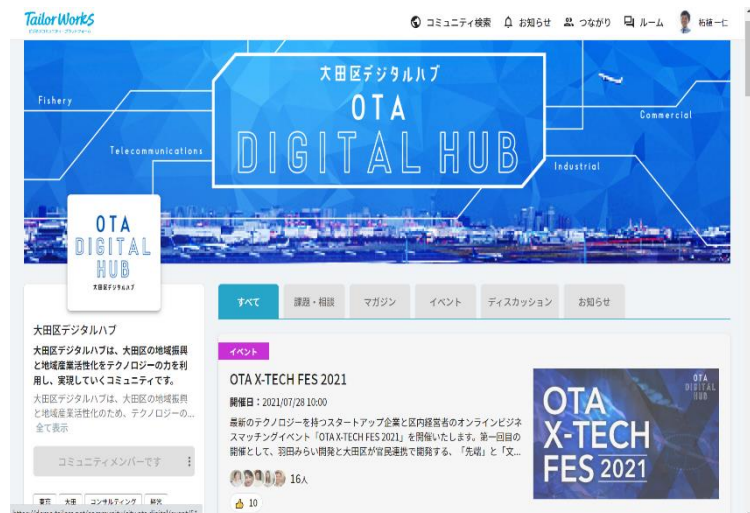 Tailor Works
コミュニティ検索
お知らせ
つながり
ルーム
大田区デジタルハブ
OTA
DIGITAL HUB
Fishery
Telecommunications
Commercial
Industrial
OTA
DIGITAL
HUB
大田区デジタルハブ
大田区デジタルハブ
大田区デジタルハブは、大田区の地域振興
と地域産業活性化をテクノロジーの力を利
用し、実現していくコミュニティです。
大田区デジタルハブは、大田区の地域振興
と地域産業活性化のため、テクノロジーの...
全て表示
コミュニティメンバーです
東京
大田
コンサルティング
経営
すべて
課題・相談
マガジン
イベント
ディスカッション
お知らせ
イベント
OTA X-TECH FES 2021
開催日：2021/07/28 10:00
最新のテクノロジーを持つスタートアップ企業と区内経営者のオンラインビジネ
スマッチングイベント「OTA X-TECH FES 2021」を開催いたします。第一回目の
開催として、羽田みらい開発と大田区が官民連携で開発する、「先端」と「文...
16人
10
OTA
DIGITAL
HUB
OTA
X-TECH
FES 2021